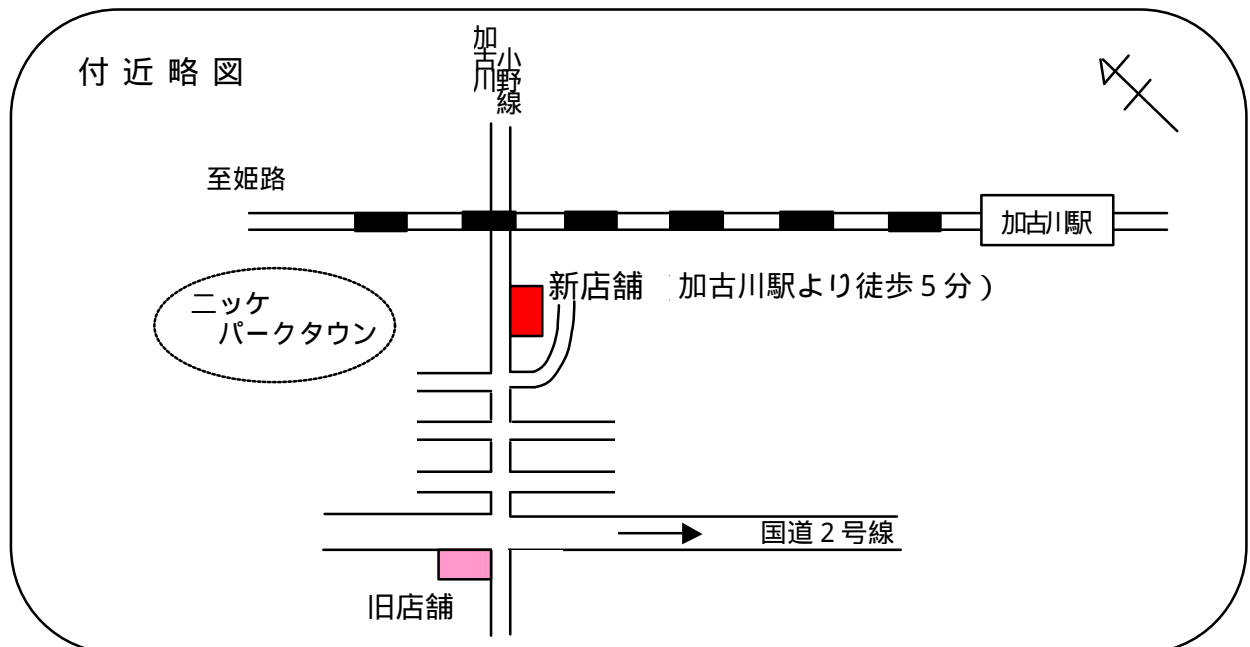 付近略図
加古川
小野線
至姫路
加古川駅
新店舗 加古川駅より徒歩5分）
ニッケ
パークタウン
国道2号線
旧店舗